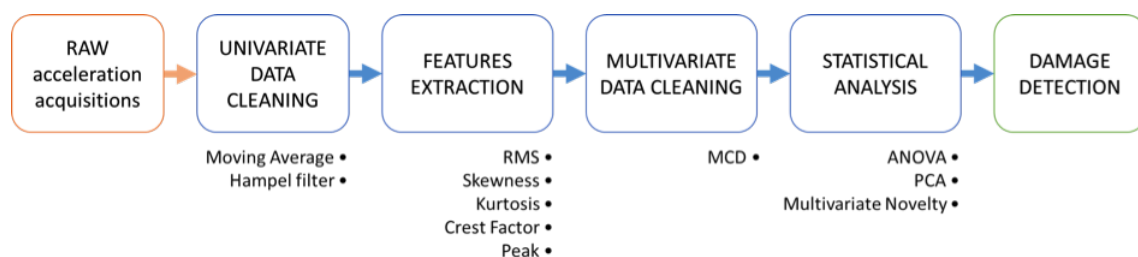 RAW
acceleration
acquisitions
UNIVARIATE
DATA
CLEANING
FEATURES
EXTRACTION
MULTIVARIATE
DATA CLEANING
STATISTICAL
ANALYSIS
DAMAGE
DETECTION
Moving Average •
Hampel filter •
RMS •
Skewness •
Kurtosis •
Crest Factor •
Peak •
MCD •
ANOVA •
PCA •
Multivariate Novelty •